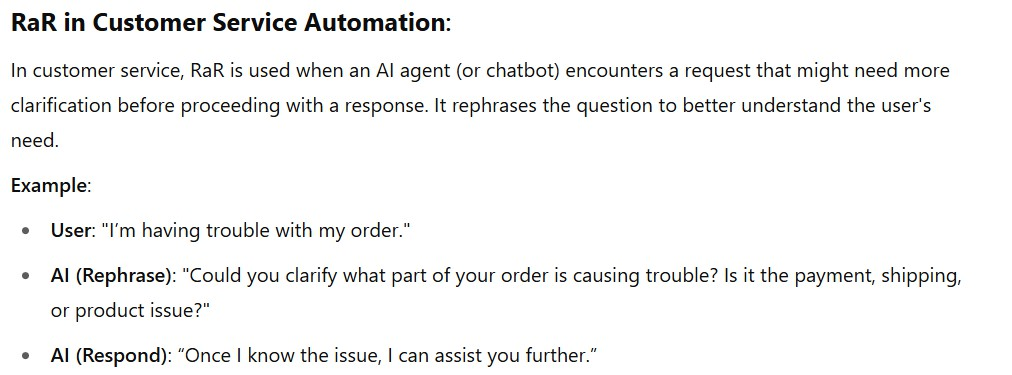 RaR in Customer Service Automation:
In customer service, RaR is used when an AI agent (or chatbot) encounters a request that might need more
clarification before proceeding with a response. It rephrases the question to better understand the user's
need.
Example:
• User: "I’m having trouble with my order."
• AI (Rephrase): "Could you clarify what part of your order is causing trouble? Is it the payment, shipping,
or product issue?"
• AI (Respond): “Once I know the issue, I can assist you further.”